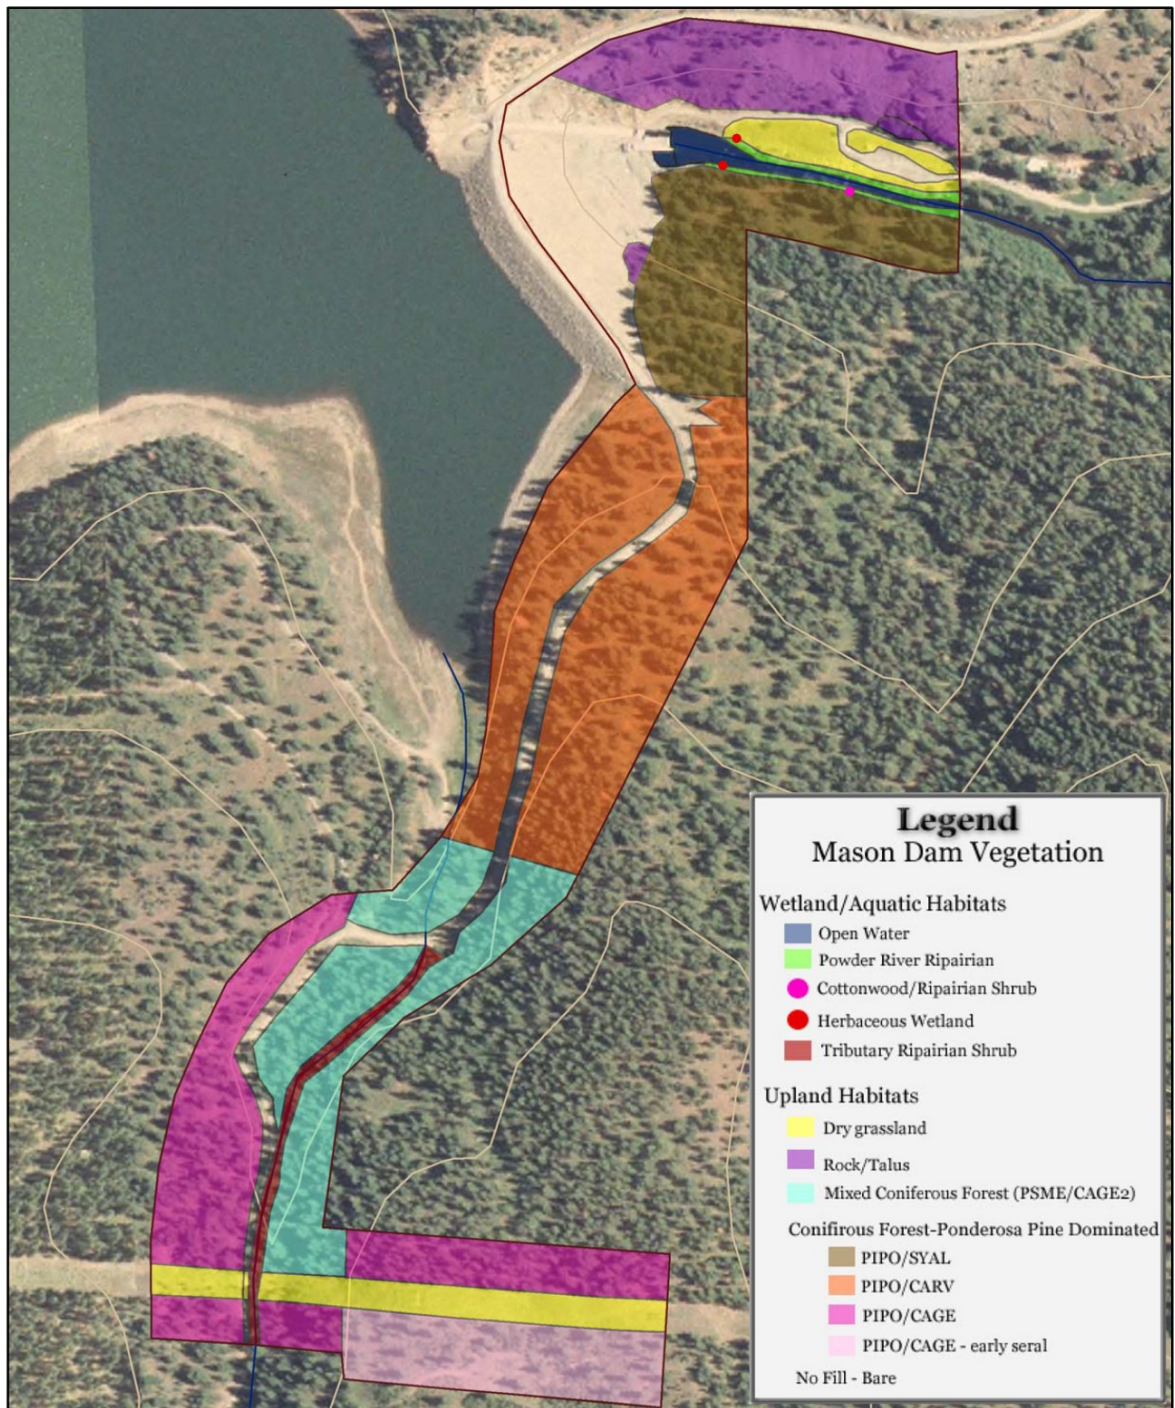 Legend
Mason Dam Vegetation
Wetland/Aquatic Habitats
Open Water
Powder River Ripairian
Cottonwood/Ripairian Shrub
Herbaceous Wetland
Tributary Ripairian Shrub
Upland Habitats
Dry grassland
Rock/Talus
Mixed Coniferous Forest (PSME/CAGE2)
Conifirous Forest-Ponderosa Pine Dominated
PIPO/SYAL
PIPO/CARV
PIPO/CAGE
PIPO/CAGE - early seral
No Fill - Bare